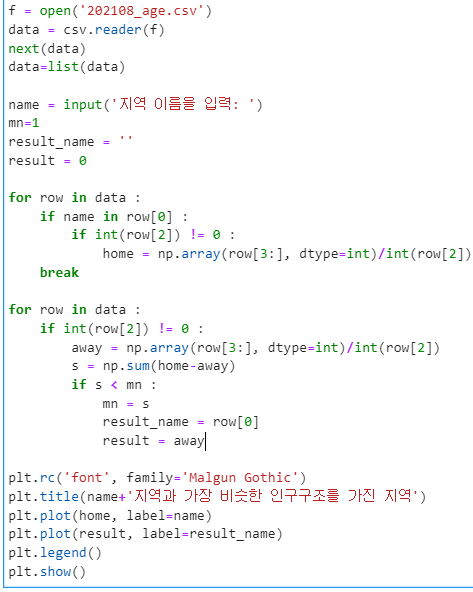 f = open('202108_age.csv')
data = csv.reader(f)
next(data)
data=list(data)

name = input('지역 이름을 입력: ')
mn=1
result_name = ''
result = 0

for row in data :
    if name in row[0] :
        if int(row[2]) != 0 :
            home = np.array(row[3:], dtype=int)/int(row[2])
    break

for row in data :
    if int(row[2]) != 0 :
        away = np.array(row[3:], dtype=int)/int(row[2])
        s = np.sum(home-away)
        if s < mn :
            mn = s
            result_name = row[0]
            result = away

plt.rc('font', family='Malgun Gothic')
plt.title(name+'지역과 가장 비슷한 인구구조를 가진 지역')
plt.plot(home, label=name)
plt.plot(result, label=result_name)
plt.legend()
plt.show()